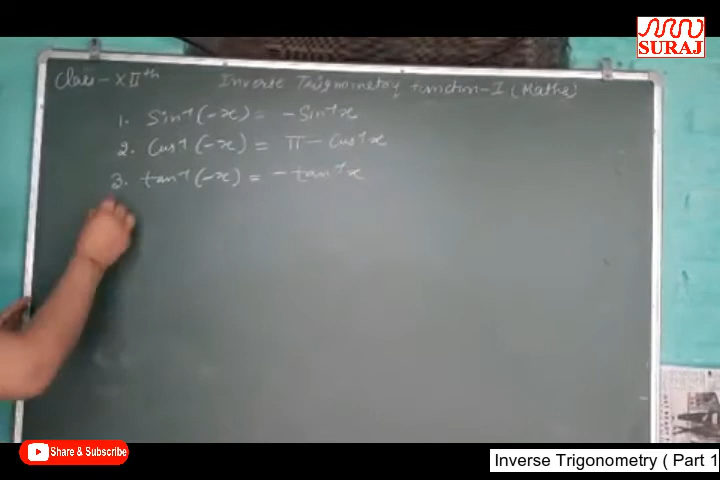 SURAJ
Class - XIIth Inverse Trigonometry function - I (Maths)
1. Sin⁻¹(-x) = - Sin⁻¹x
2. Cos⁻¹(-x) = π - Cos⁻¹x
3. tan⁻¹(-x) = - tan⁻¹x
Share & Subscribe
Inverse Trigonometry ( Part 1